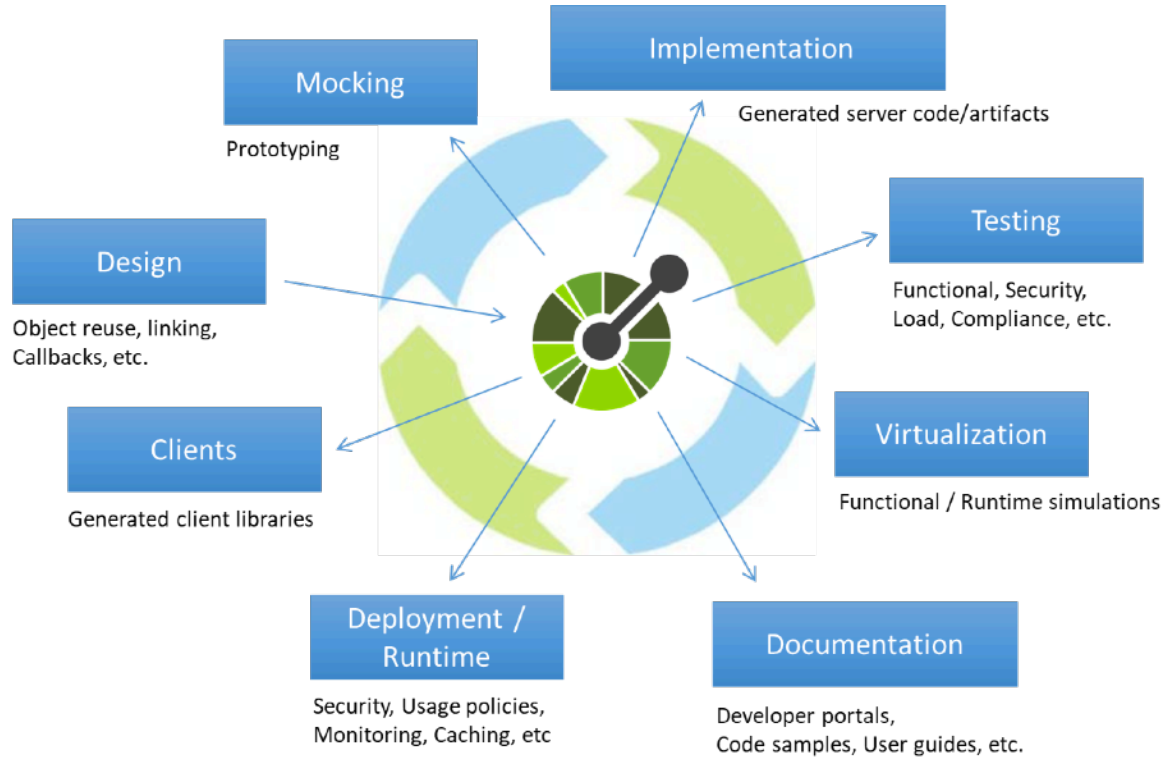 Implementation
Generated server code/artifacts
Mocking
Prototyping
Testing
Functional, Security,
Load, Compliance, etc.
Design
Object reuse, linking,
Callbacks, etc.
Virtualization
Functional / Runtime simulations
Clients
Generated client libraries
Deployment /
Runtime
Security, Usage policies,
Monitoring, Caching, etc
Documentation
Developer portals,
Code samples, User guides, etc.